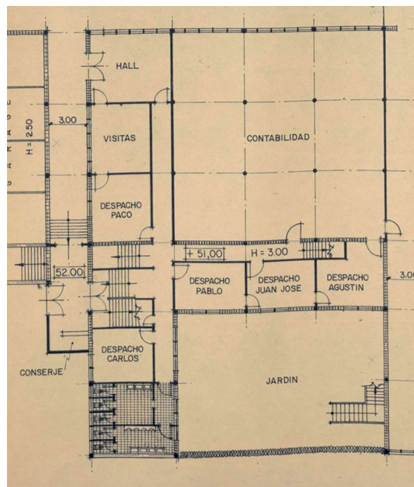 HALL
3.00
H = 2.50
VISITAS
CONTABILIDAD
DESPACHO
PACO
+ 51,00
H = 3.00
52.00
3.00
DESPACHO
PABLO
DESPACHO
JUAN JOSE
DESPACHO
AGUSTIN
DESPACHO
CARLOS
CONSERJE
JARDIN